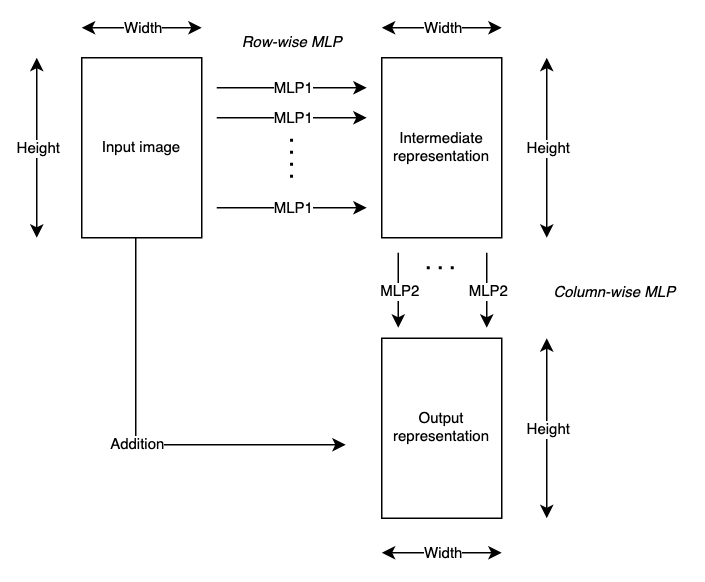 Width
Row-wise MLP
Width
MLP1
MLP1
Height
Input image
Intermediate
representation
Height
MLP1
MLP2
MLP2
Column-wise MLP
Output
representation
Height
Addition
Width